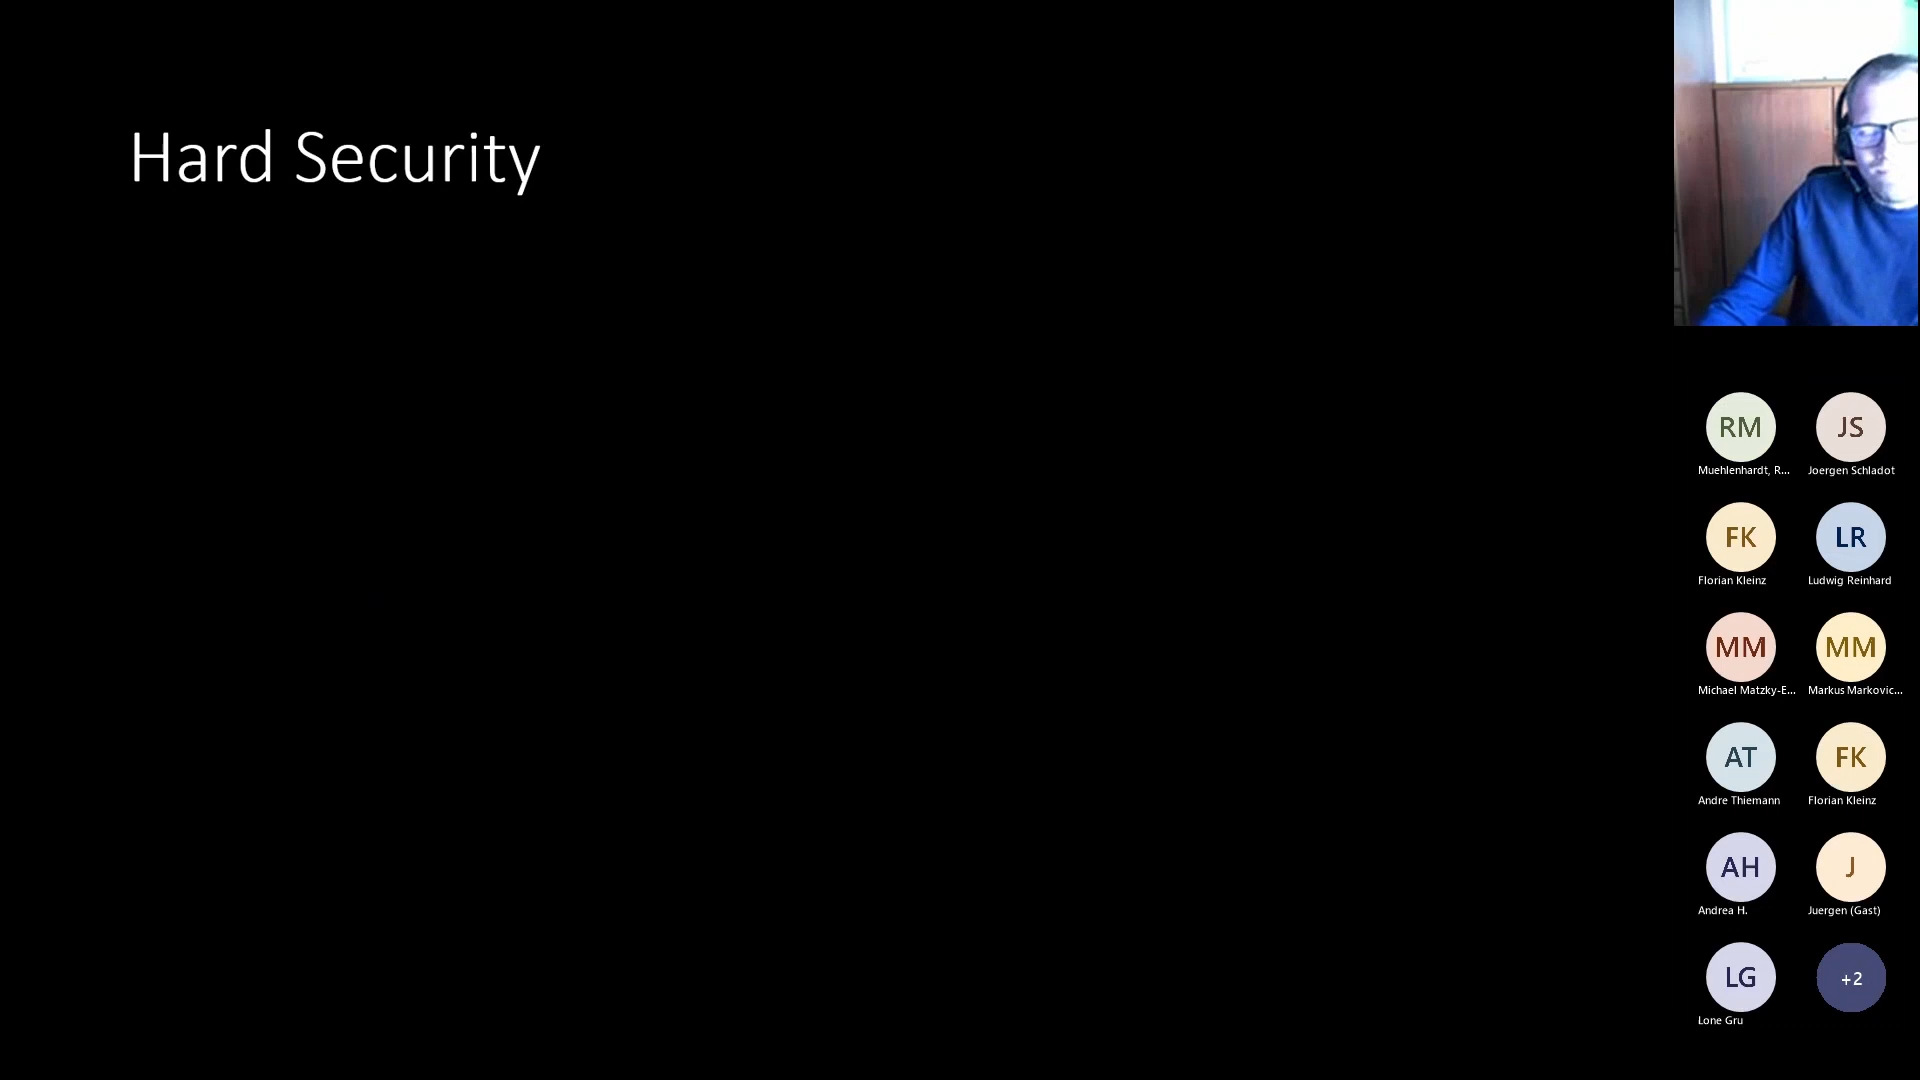 Hard Security
RM
JS
Muehlenhardt, R...
Joergen Schladot
FK
LR
Florian Kleinz
Ludwig Reinhard
MM
MM
Michael Matzky-E...
Markus Markovic...
AT
FK
Andre Thiemann
Florian Kleinz
AH
J
Andrea H.
Juergen (Gast)
LG
+2
Lone Gru